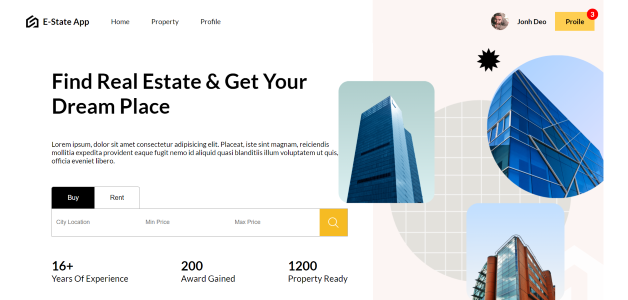 E-State App
Home
Property
Profile
Jonh Deo
Proile
3
Find Real Estate & Get Your
Dream Place
Lorem ipsum, dolor sit amet consectetur adipisicing elit. Placeat, iste sint magnam, reiciendis
mollitia expedita provident eaque fugit nemo id aliquid quasi blanditiis illum voluptatem ut quis,
officia eveniet libero.
Buy
Rent
City Location
Min Price
Max Price
16+
200
1200
Years Of Experience
Award Gained
Property Ready